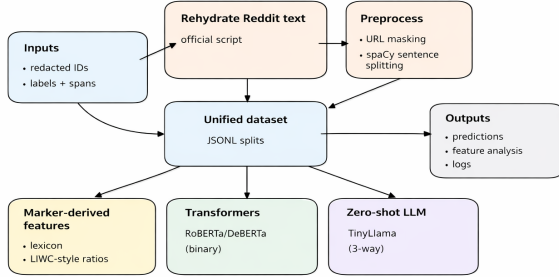 Inputs
• redacted IDs
• labels + spans
Rehydrate Reddit text
official script
Preprocess
• URL masking
• spaCy sentence
splitting
Unified dataset
JSONL splits
Outputs
• predictions
• feature analysis
• logs
Marker-derived
features
• lexicon
• LIWC-style ratios
Transformers
RoBERTa/DeBERTa
(binary)
Zero-shot LLM
TinyLlama
(3-way)